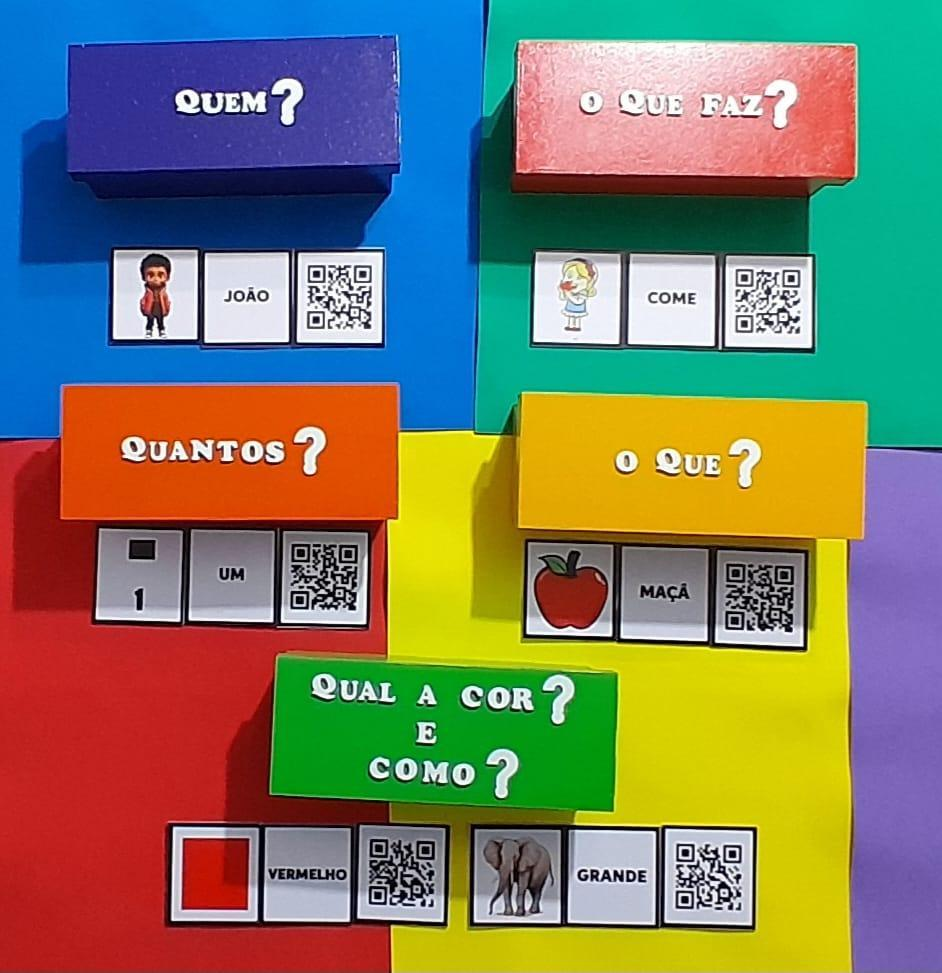 QUEM?
O QUE FAZ?
JOÃO
COME
QUANTOS?
O QUE?
1
UM
MAÇÃ
QUAL A COR?
E
COMO?
VERMELHO
GRANDE